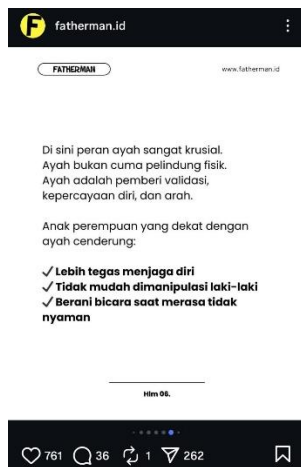 fatherman.id
FATHERMAN
www.fatherman.id
Di sini peran ayah sangat krusial.
Ayah bukan cuma pelindung fisik.
Ayah adalah pemberi validasi,
kepercayaan diri, dan arah.
Anak perempuan yang dekat dengan
ayah cenderung:
✓ Lebih tegas menjaga diri
✓ Tidak mudah dimanipulasi laki-laki
✓ Berani bicara saat merasa tidak
nyaman
Hlm 06.
761 36 1 262